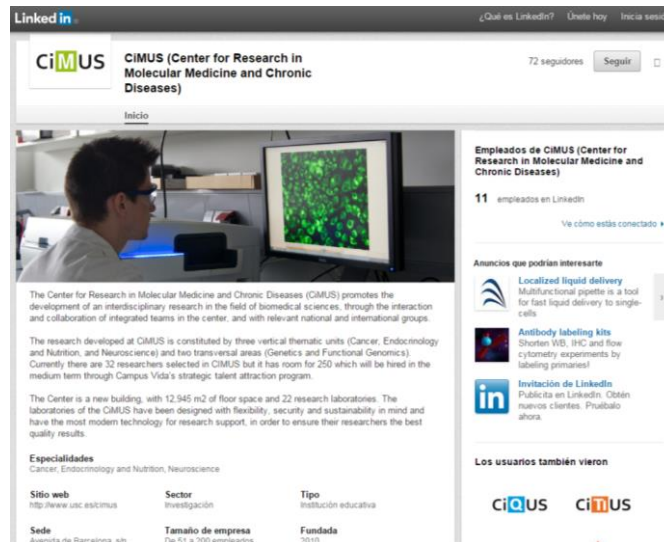 Linked in
¿Qué es LinkedIn? Únete hoy Inicia sesió
CiMUS
CiMUS (Center for Research in
Molecular Medicine and Chronic
Diseases)
72 seguidores Seguir
Inicio
The Center for Research in Molecular Medicine and Chronic Diseases (CiMUS) promotes the
development of an interdisciplinary research in the field of biomedical sciences, through the interaction
and collaboration of integrated teams in the center, and with relevant national and international groups.
The research developed at CiMUS is constituted by three vertical thematic units (Cancer, Endocrinology
and Nutrition, and Neuroscience) and two transversal areas (Genetics and Functional Genomics).
Currently there are 32 researchers selected in CIMUS but it has room for 250 which will be hired in the
medium term through Campus Vida's strategic talent attraction program.
The Center is a new building, with 12,945 m2 of floor space and 22 research laboratories. The
laboratories of the CiMUS have been designed with flexibility, security and sustainability in mind and
have the most modern technology for research support, in order to ensure their researchers the best
quality results.
Especialidades
Cancer, Endocrinology and Nutrition, Neuroscience
Sitio web Sector Tipo
http://www.usc.es/cimus Investigación Institución educativa
Sede Tamaño de empresa Fundada
Avenida de Barcelona, s/n De 51 a 200 empleados 2010
Empleados de CiMUS (Center for
Research in Molecular Medicine and
Chronic Diseases)
11 empleados en LinkedIn
Ve cómo estás conectado
Anuncios que podrían interesarte
Localized liquid delivery
Multifunctional pipette is a tool
for fast liquid delivery to single-
cells
Antibody labeling kits
Shorten WB, IHC and flow
cytometry experiments by
labeling primaries!
in
Invitación de LinkedIn
Publicita en LinkedIn. Obtén
nuevos clientes. Pruébalo
ahora.
Los usuarios también vieron
CiQUS CiTIUS